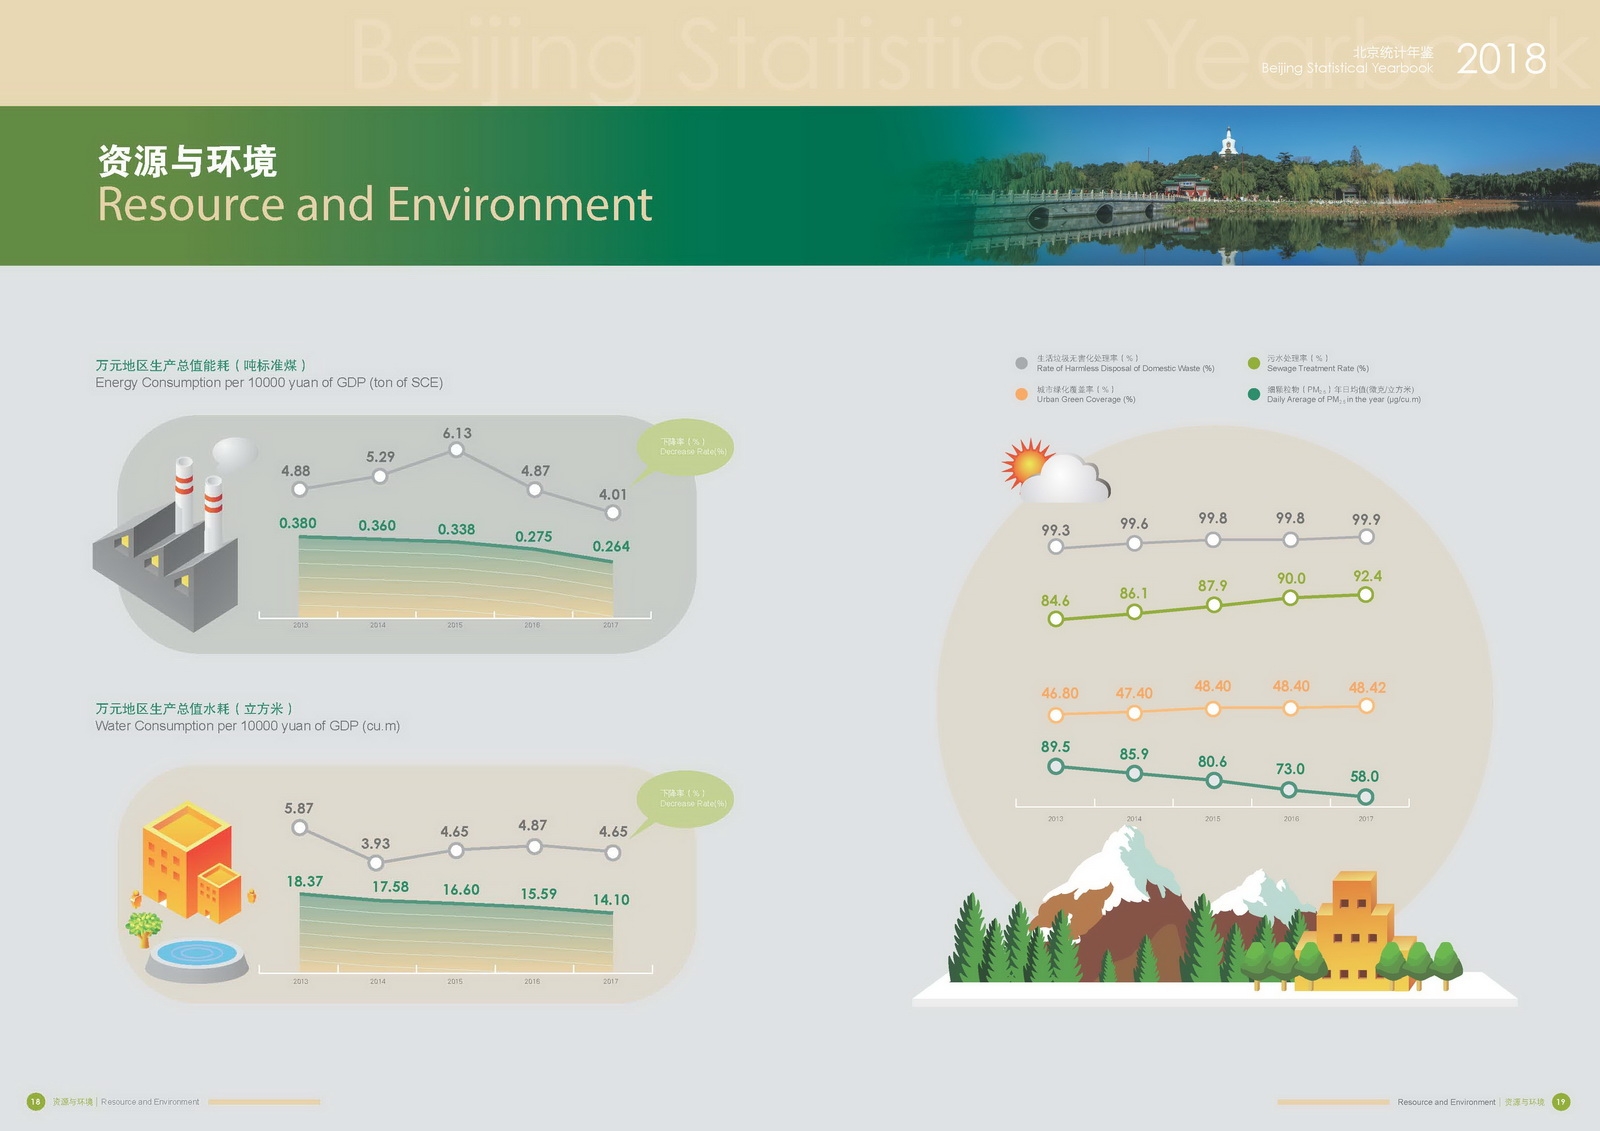 Beijing Statistical Yearbook
北京统计年鉴
Beijing Statistical Yearbook
2018
资源与环境
Resource and Environment
万元地区生产总值能耗(吨标准煤)
Energy Consumption per 10000 yuan of GDP (ton of SCE)
下降率(%)
Decrease Rate(%)
4.88 5.29 6.13 4.87 4.01
0.380 0.360 0.338 0.275 0.264
2013 2014 2015 2016 2017
万元地区生产总值水耗(立方米)
Water Consumption per 10000 yuan of GDP (cu.m)
下降率(%)
Decrease Rate(%)
5.87 3.93 4.65 4.87 4.65
18.37 17.58 16.60 15.59 14.10
2013 2014 2015 2016 2017
生活垃圾无害化处理率(%)
Rate of Harmless Disposal of Domestic Waste (%)
污水处理率(%)
Sewage Treatment Rate (%)
城市绿化覆盖率(%)
Urban Green Coverage (%)
细颗粒物(PM2.5)年日均值(微克/立方米)
Daily Arerage of PM2.5 in the year (μg/cu.m)
99.3 99.6 99.8 99.8 99.9
84.6 86.1 87.9 90.0 92.4
46.80 47.40 48.40 48.40 48.42
89.5 85.9 80.6 73.0 58.0
2013 2014 2015 2016 2017
18 资源与环境 | Resource and Environment
Resource and Environment | 资源与环境 19